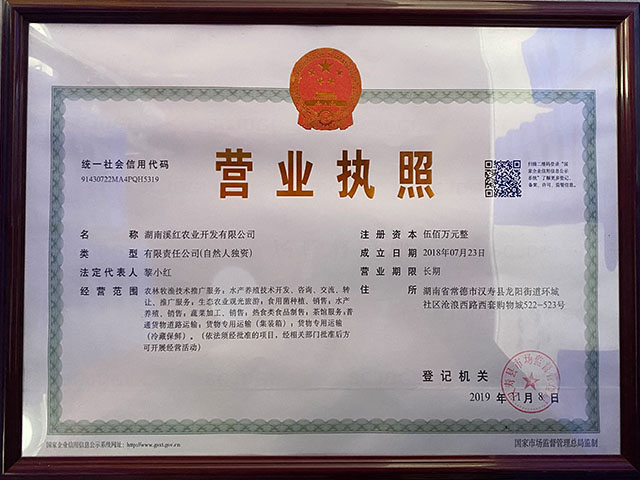 统一社会信用代码
91430722MA4PQH5319
营业执照
扫描二维码登录“国
家企业信用信息公示
系统”了解更多登记、
备案、许可、监管信息。
名 称 湖南溪红农业开发有限公司
类 型 有限责任公司(自然人独资)
法定代表人 黎小红
经营范围 农林牧渔技术推广服务；水产养殖技术开发、咨询、交流、转
让、推广服务；生态农业观光旅游；食用菌种植、销售；水产
养殖、销售；蔬菜加工、销售；热食类食品制售；茶馆服务；普
通货物道路运输；货物专用运输（集装箱）；货物专用运输
（冷藏保鲜）。（依法须经批准的项目，经相关部门批准后方
可开展经营活动）
注册资本 伍佰万元整
成立日期 2018年07月23日
营业期限 长期
住 所 湖南省常德市汉寿县龙阳街道环城
社区沧浪西路西套购物城522-523号
登记机关
汉寿县市场监督管理局
2019 年 11 月 8 日
国家企业信用信息公示系统网址：http://www.gsxt.gov.cn
国家市场监督管理总局监制